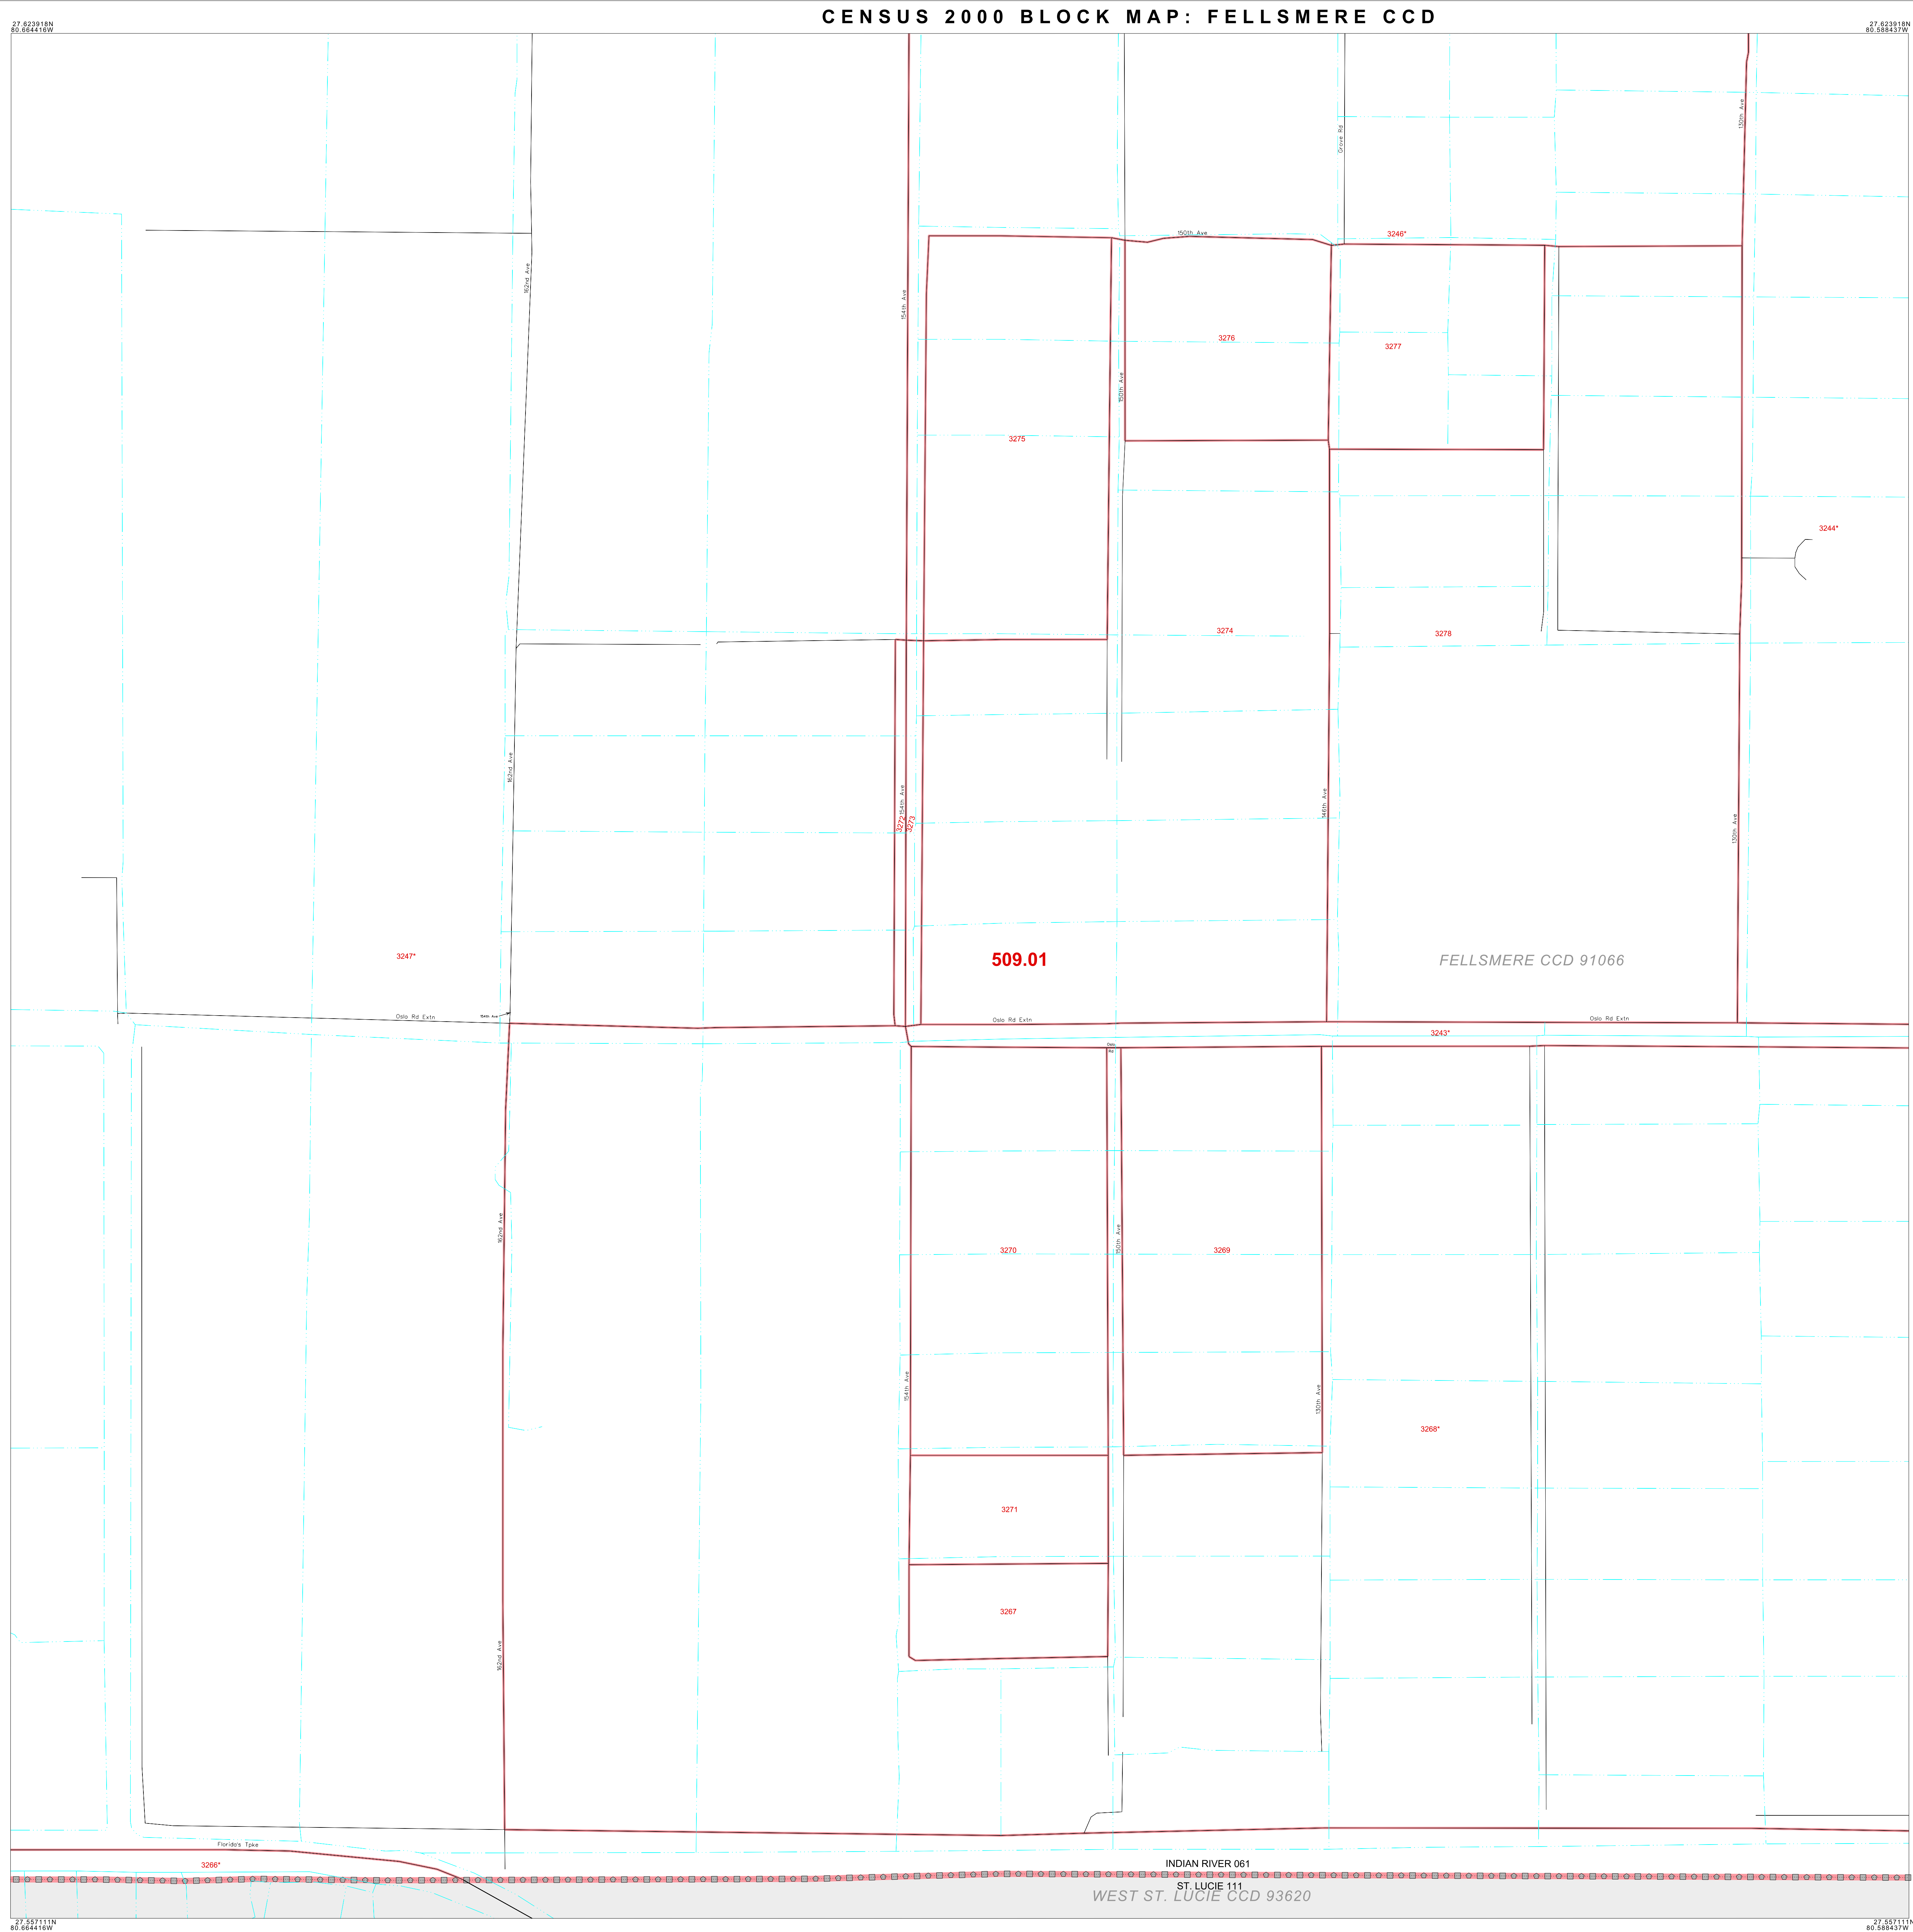 CENSUS 2000 BLOCK MAP: FELLSMERE CCD
27.623918N
80.664416W
27.623918N
80.588437W
130th Ave
Grove Rd
150th Ave
3246*
162nd Ave
154th Ave
3276
3277
150th Ave
3275
3244*
3274
3278
162nd Ave
154th Ave
3272
3273
146th Ave
130th Ave
3247*
509.01
FELLSMERE CCD 91066
Oslo Rd Extn
Oslo Rd Extn
Oslo Rd Extn
3243*
162nd Ave
150th Ave
3270
3269
154th Ave
130th Ave
3268*
3271
3267
162nd Ave
Florida's Tpke
3266*
INDIAN RIVER 061
ST. LUCIE 111
WEST ST. LUCIE CCD 93620
27.557111N
80.664416W
27.557111N
80.588437W